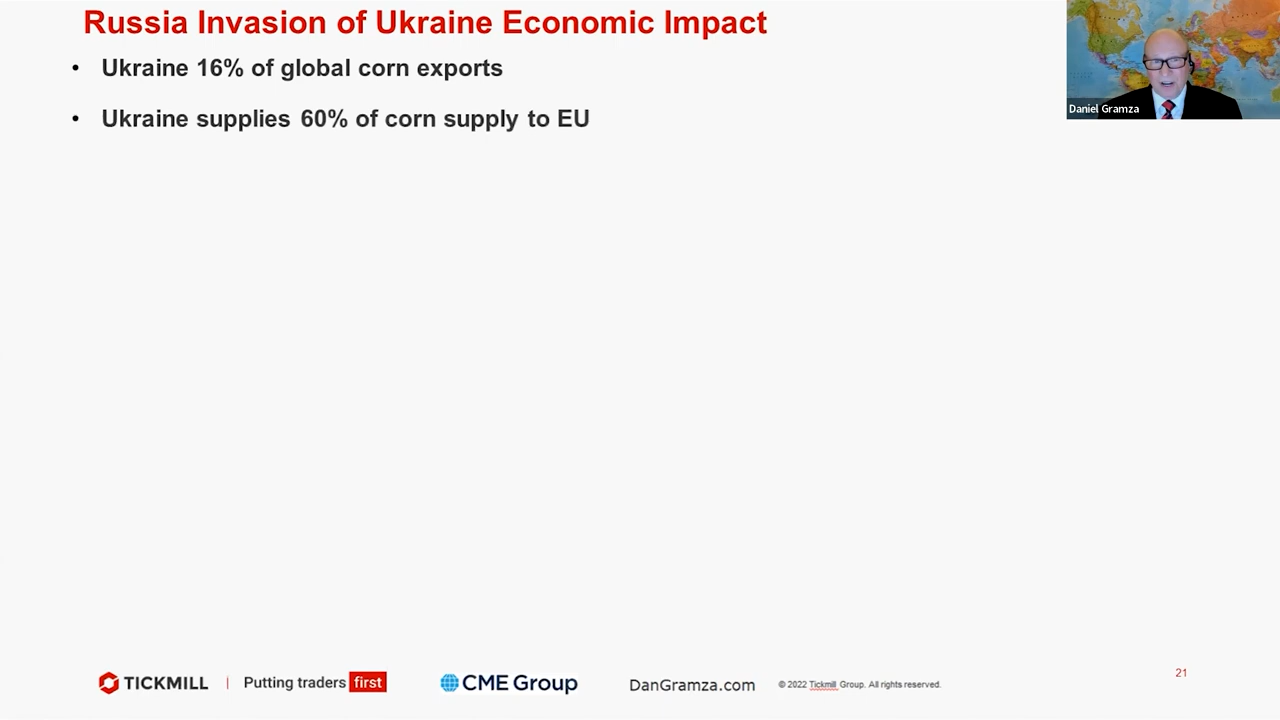 Russia Invasion of Ukraine Economic Impact
• Ukraine 16% of global corn exports
• Ukraine supplies 60% of corn supply to EU
Daniel Gramza
TICKMILL | Putting traders first
CME Group
DanGramza.com
© 2022 Tickmill Group. All rights reserved.
21